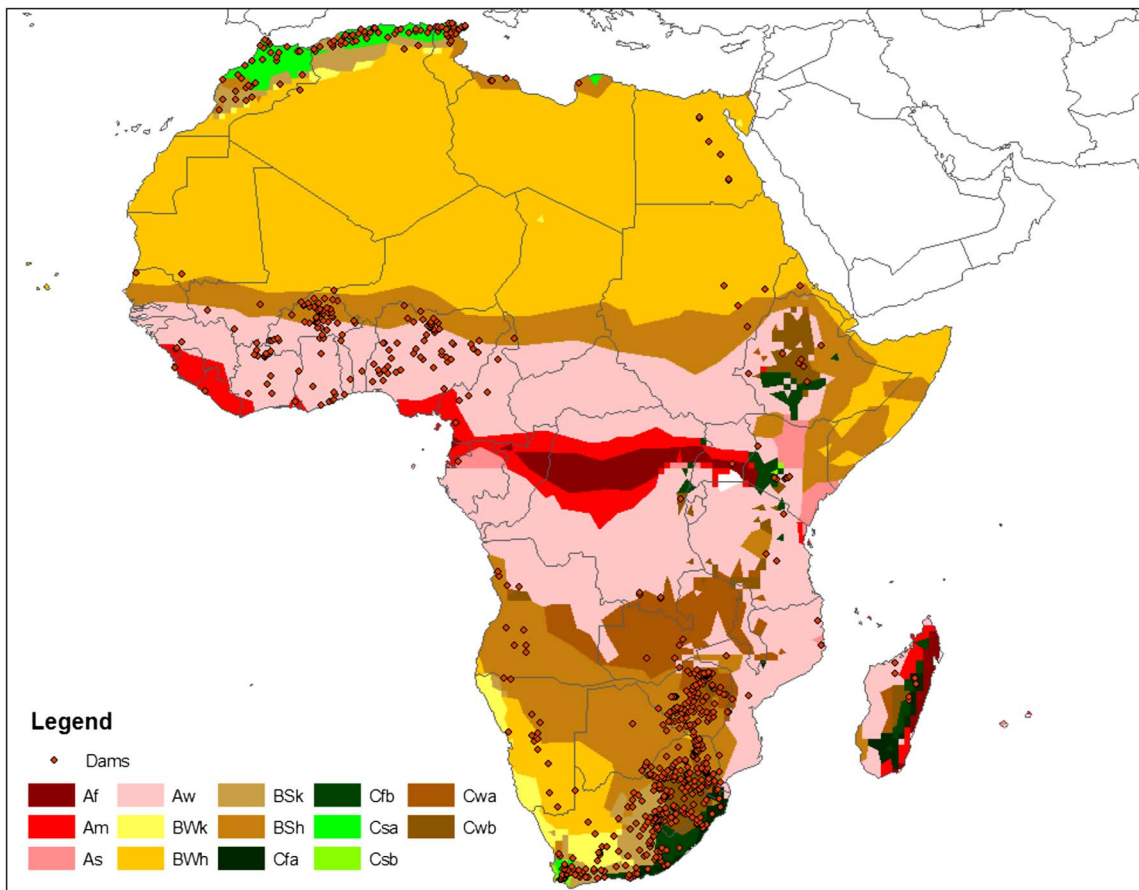 Legend
Dams
Af Aw BSk Cfb Cwa
Am BWk BSh Csa Cwb
As BWh Cfa Csb